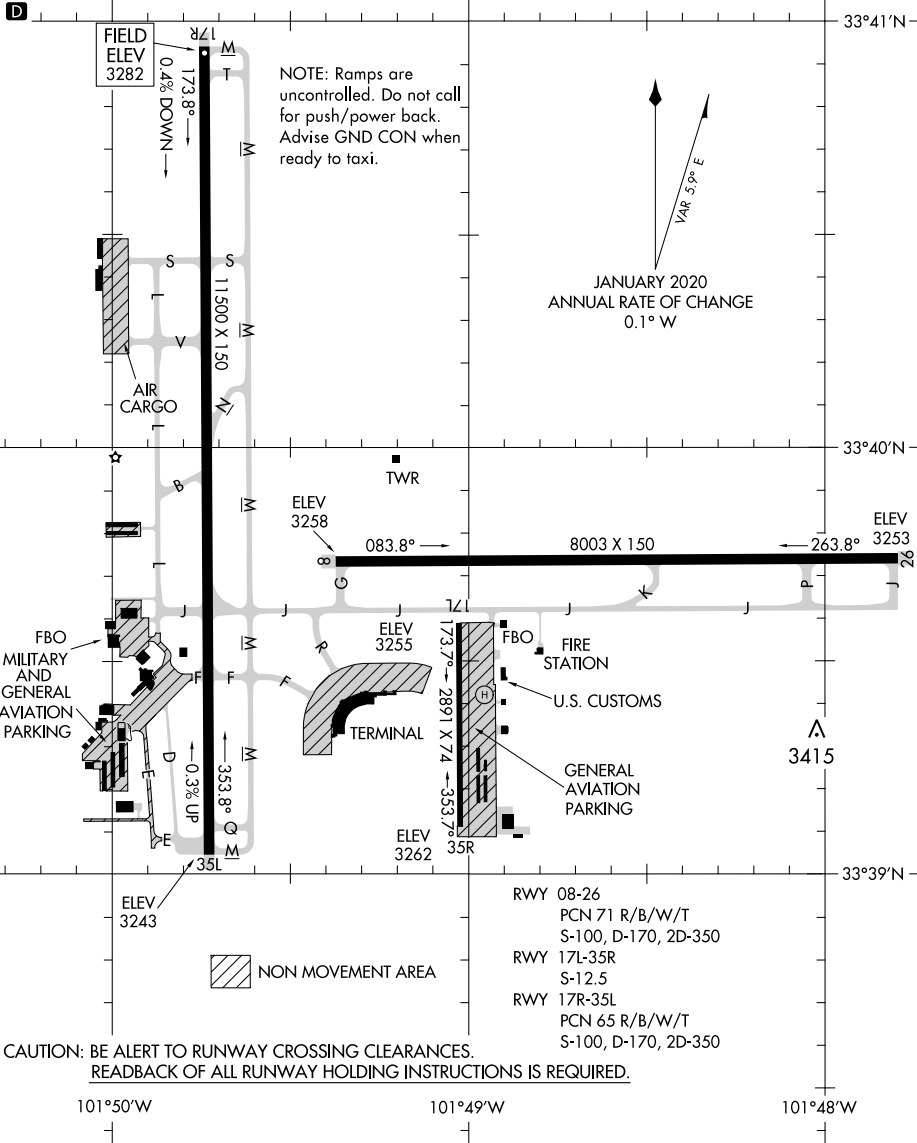 D
33°41'N
FIELD
ELEV
3282
17R
M
T
173.8°
0.4% DOWN
NOTE: Ramps are
uncontrolled. Do not call
for push/power back.
Advise GND CON when
ready to taxi.
M
VAR 5.9° E
JANUARY 2020
ANNUAL RATE OF CHANGE
0.1° W
S
S
L
11500 X 150
M
V
AIR
CARGO
N
L
33°40'N
TWR
B
M
ELEV
3258
ELEV
3253
083.8°
8003 X 150
263.8°
8
26
G
K
P
J
L
J
J
J
17L
J
J
FBO
M
R
ELEV
3255
FBO
FIRE
STATION
MILITARY
AND
GENERAL
AVIATION
PARKING
F
F
F
173.7°
2891 X 74
353.7°
H
U.S. CUSTOMS
TERMINAL
3415
D
E
0.3% UP
353.8°
M
GENERAL
AVIATION
PARKING
E
Q
M
35L
ELEV
3262
35R
33°39'N
ELEV
3243
RWY 08-26
PCN 71 R/B/W/T
S-100, D-170, 2D-350
RWY 17L-35R
S-12.5
RWY 17R-35L
PCN 65 R/B/W/T
S-100, D-170, 2D-350
NON MOVEMENT AREA
CAUTION: BE ALERT TO RUNWAY CROSSING CLEARANCES.
READBACK OF ALL RUNWAY HOLDING INSTRUCTIONS IS REQUIRED.
101°50'W
101°49'W
101°48'W